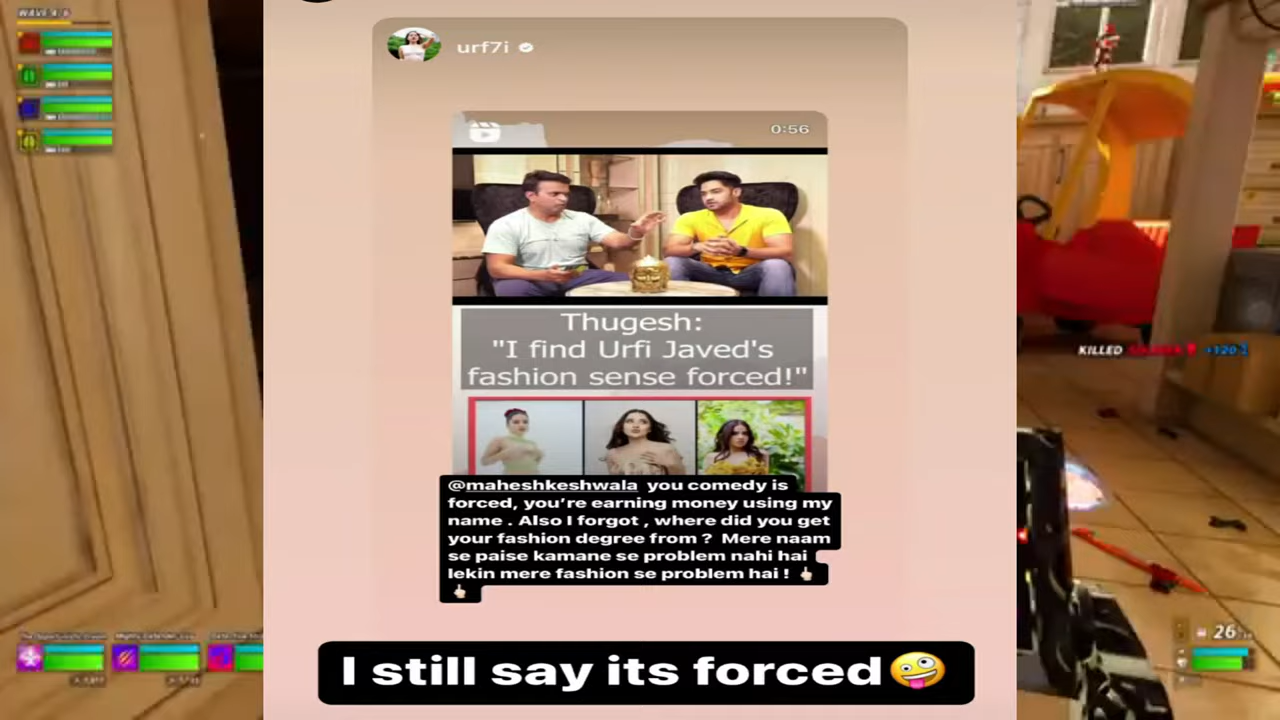 urf7i
0:56
Thugesh:
"I find Urfi Javed's
fashion sense forced!"
@maheshkeshwala you comedy is
forced, you're earning money using my
name . Also I forgot , where did you get
your fashion degree from ? Mere naam
se paise kamane se problem nahi hai
lekin mere fashion se problem hai ! 👆🏻
👆🏻
I still say its forced🤪
KILLED
+120
26